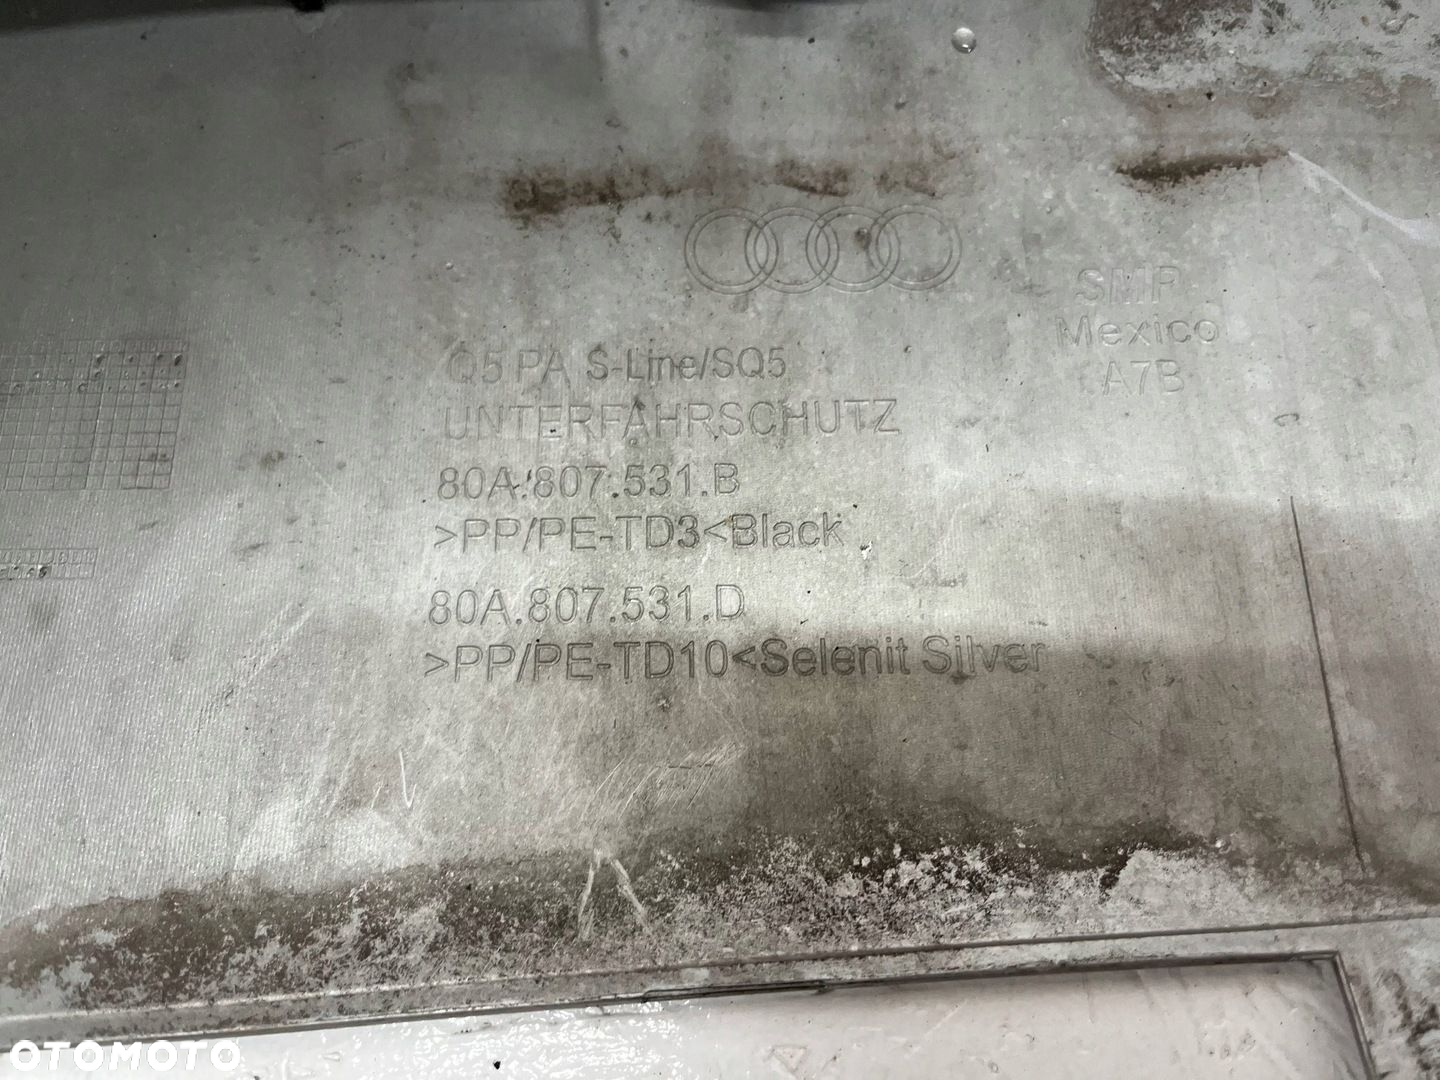 SMP
Mexico
A7B
Q5 PA S-Line/SQ5
UNTERFAHRSCHUTZ
80A.807.531.B
>PP/PE-TD3<Black
80A.807.531.D
>PP/PE-TD10<Selenit Silver
OTOMOTO